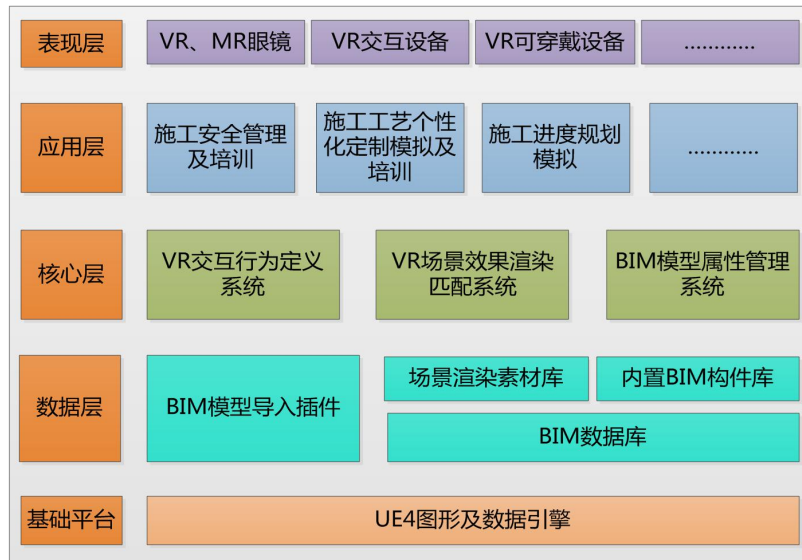 表现层
VR、MR眼镜
VR交互设备
VR可穿戴设备
............
应用层
施工安全管理
及培训
施工工艺个性
化定制模拟及
培训
施工进度规划
模拟
............
核心层
VR交互行为定义
系统
VR场景效果渲染
匹配系统
BIM模型属性管理
系统
数据层
BIM模型导入插件
场景渲染素材库
内置BIM构件库
BIM数据库
基础平台
UE4图形及数据引擎